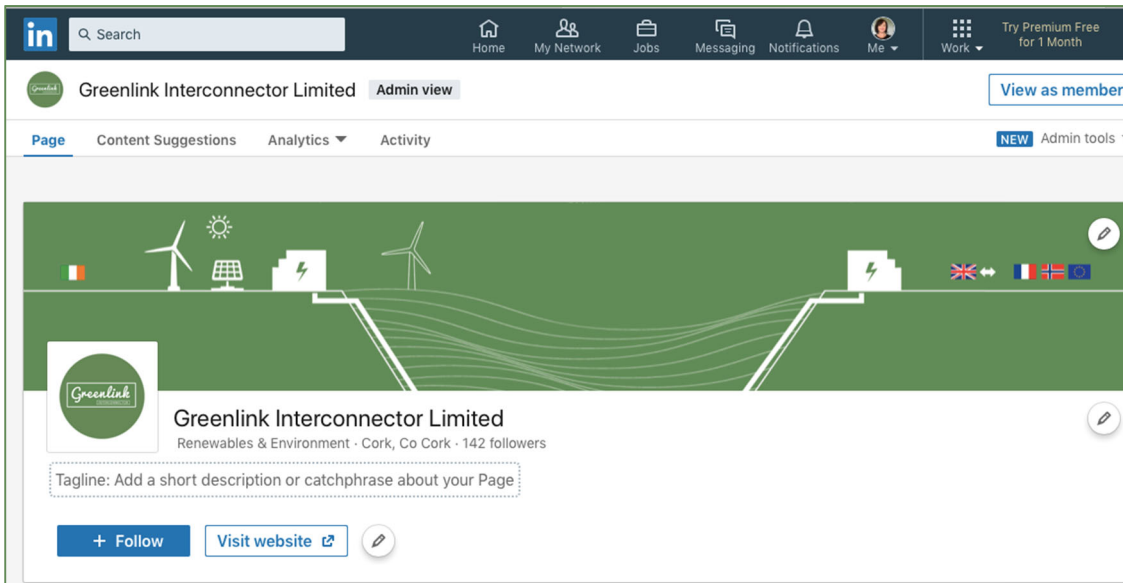 in Search Home My Network Jobs Messaging Notifications Me Work Try Premium Free
for 1 Month
Greenlink Greenlink Interconnector Limited Admin view View as member
Page Content Suggestions Analytics Activity NEW Admin tools
Greenlink
INTERCONNECTOR
Greenlink Interconnector Limited
Renewables & Environment · Cork, Co Cork · 142 followers
Tagline: Add a short description or catchphrase about your Page
+ Follow Visit website